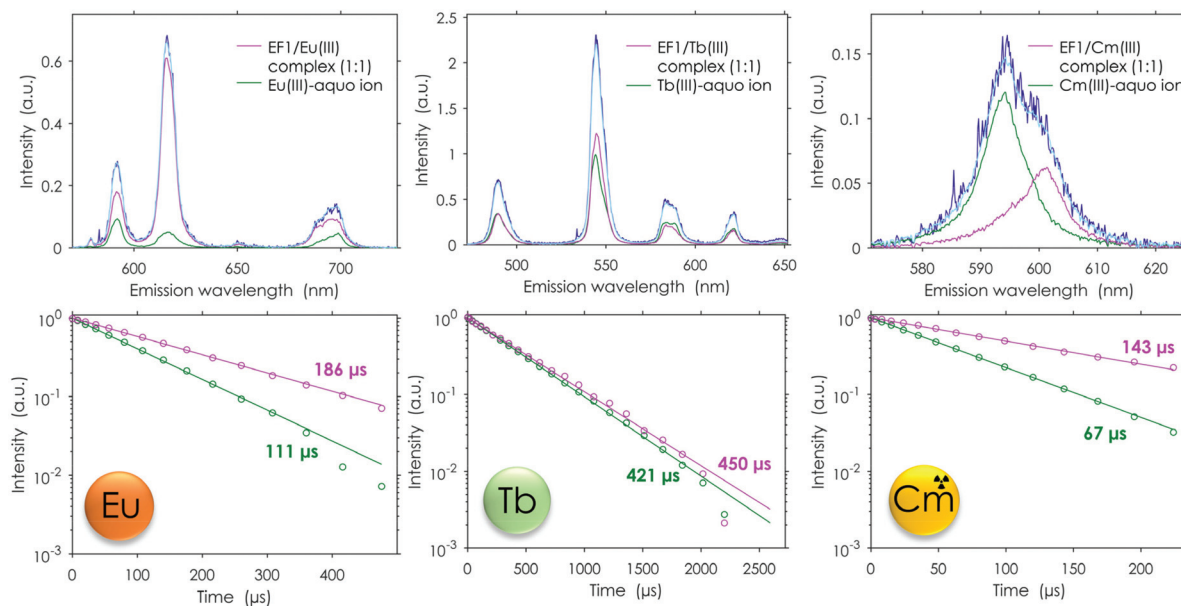 EF1/Eu(III)
complex (1:1)
Eu(III)-aquo ion
Intensity (a.u.)
0.6
0.4
0.2
0
600
650
700
Emission wavelength (nm)
EF1/Tb(III)
complex (1:1)
Tb(III)-aquo ion
Intensity (a.u.)
2.5
2
1.5
1
0.5
0
500
550
600
650
Emission wavelength (nm)
EF1/Cm(III)
complex (1:1)
Cm(III)-aquo ion
Intensity (a.u.)
0.15
0.1
0.05
0
580
590
600
610
620
Emission wavelength (nm)
Intensity (a.u.)
10⁰
10⁻¹
10⁻²
10⁻³
186 µs
111 µs
Eu
0
100
200
300
400
Time (µs)
Intensity (a.u.)
10⁰
10⁻¹
10⁻²
10⁻³
421 µs
450 µs
Tb
0
500
1000
1500
2000
2500
Time (µs)
Intensity (a.u.)
10⁰
10⁻¹
10⁻²
10⁻³
143 µs
67 µs
Cm
0
50
100
150
200
Time (µs)